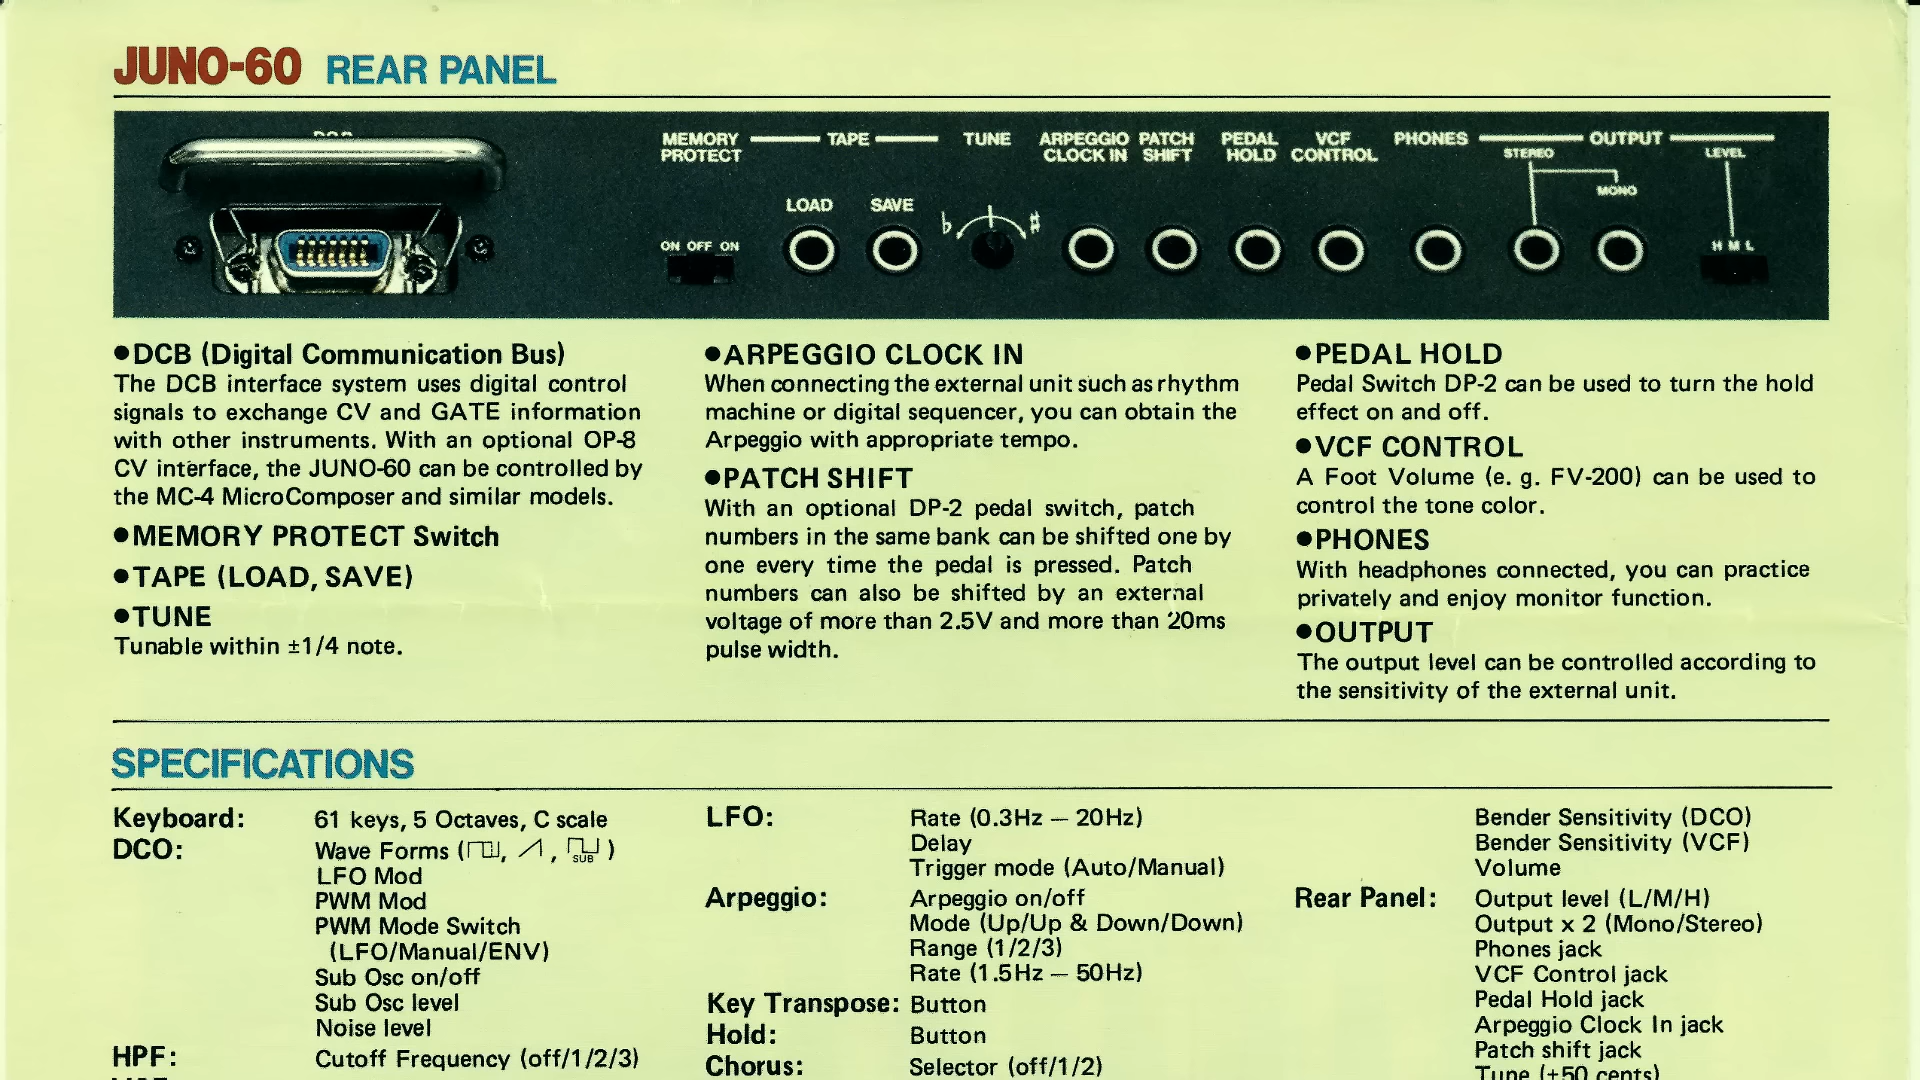 JUNO-60 REAR PANEL
MEMORY PROTECT
TAPE
TUNE
ARPEGGIO CLOCK IN
PATCH SHIFT
PEDAL HOLD
VCF CONTROL
PHONES
OUTPUT
STEREO
LEVEL
MONO
LOAD
SAVE
♭
♯
ON OFF ON
H M L
●DCB (Digital Communication Bus)
The DCB interface system uses digital control
signals to exchange CV and GATE information
with other instruments. With an optional OP-8
CV interface, the JUNO-60 can be controlled by
the MC-4 MicroComposer and similar models.
●MEMORY PROTECT Switch
●TAPE (LOAD, SAVE)
●TUNE
Tunable within ±1/4 note.
●ARPEGGIO CLOCK IN
When connecting the external unit such as rhythm
machine or digital sequencer, you can obtain the
Arpeggio with appropriate tempo.
●PATCH SHIFT
With an optional DP-2 pedal switch, patch
numbers in the same bank can be shifted one by
one every time the pedal is pressed. Patch
numbers can also be shifted by an external
voltage of more than 2.5V and more than 20ms
pulse width.
●PEDAL HOLD
Pedal Switch DP-2 can be used to turn the hold
effect on and off.
●VCF CONTROL
A Foot Volume (e. g. FV-200) can be used to
control the tone color.
●PHONES
With headphones connected, you can practice
privately and enjoy monitor function.
●OUTPUT
The output level can be controlled according to
the sensitivity of the external unit.
SPECIFICATIONS
Keyboard: 61 keys, 5 Octaves, C scale
DCO: Wave Forms ( , , SUB )
LFO Mod
PWM Mod
PWM Mode Switch
(LFO/Manual/ENV)
Sub Osc on/off
Sub Osc level
Noise level
HPF: Cutoff Frequency (off/1/2/3)
LFO: Rate (0.3Hz — 20Hz)
Delay
Trigger mode (Auto/Manual)
Arpeggio: Arpeggio on/off
Mode (Up/Up & Down/Down)
Range (1/2/3)
Rate (1.5Hz — 50Hz)
Key Transpose: Button
Hold: Button
Chorus: Selector (off/1/2)
Bender Sensitivity (DCO)
Bender Sensitivity (VCF)
Volume
Rear Panel: Output level (L/M/H)
Output x 2 (Mono/Stereo)
Phones jack
VCF Control jack
Pedal Hold jack
Arpeggio Clock In jack
Patch shift jack
Tune (±50 cents)